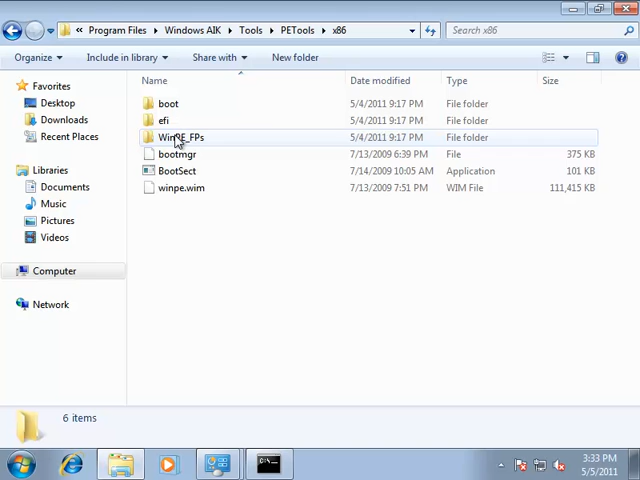 « Program Files ▸ Windows AIK ▸ Tools ▸ PETools ▸ x86
Search x86
Organize
Include in library
Share with
New folder
Name
Date modified
Type
Size
Favorites
Desktop
Downloads
Recent Places
Libraries
Documents
Music
Pictures
Videos
Computer
Network
boot 5/4/2011 9:17 PM File folder
efi 5/4/2011 9:17 PM File folder
WinPE_FPs 5/4/2011 9:17 PM File folder
bootmgr 7/13/2009 6:39 PM File 375 KB
BootSect 7/14/2009 10:05 AM Application 101 KB
winpe.wim 7/13/2009 7:51 PM WIM File 111,415 KB
6 items
3:33 PM
5/5/2011